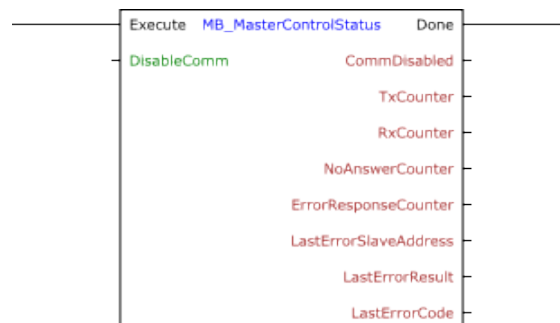 Execute MB_MasterControlStatus Done
DisableComm CommDisabled
TxCounter
RxCounter
NoAnswerCounter
ErrorResponseCounter
LastErrorSlaveAddress
LastErrorResult
LastErrorCode